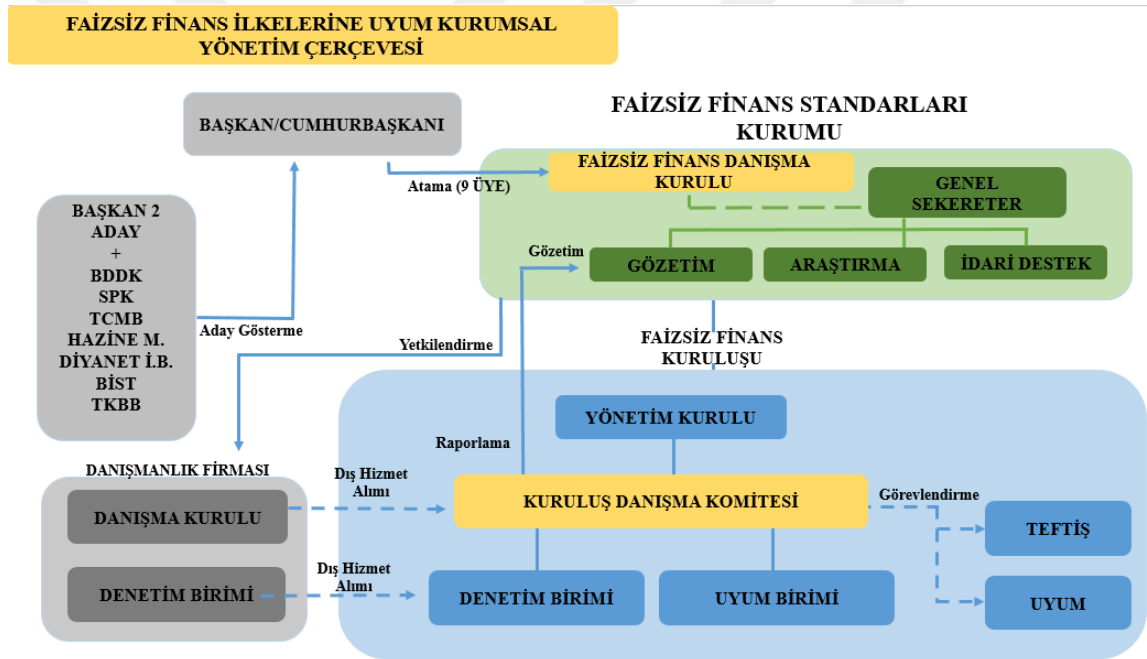 FAİZSİZ FİNANS İLKELERİNE UYUM KURUMSAL
YÖNETİM ÇERÇEVESİ
BAŞKAN/CUMHURBAŞKANI
FAİZSİZ FİNANS STANDARLARI
KURUMU
Atama (9 ÜYE)
FAİZSİZ FİNANS DANIŞMA
KURULU
GENEL
SEKERETER
Gözetim
GÖZETİM
ARAŞTIRMA
İDARİ DESTEK
BAŞKAN 2
ADAY
+
BDDK
SPK
TCMB
HAZİNE M.
DİYANET İ.B.
BİST
TKBB
Aday Gösterme
Yetkilendirme
FAİZSİZ FİNANS
KURULUŞU
YÖNETİM KURULU
Raporlama
DANIŞMANLIK FİRMASI
DANIŞMA KURULU
DENETİM BİRİMİ
Dış Hizmet
Alımı
Dış Hizmet
Alımı
KURULUŞ DANIŞMA KOMİTESİ
Görevlendirme
DENETİM BİRİMİ
UYUM BİRİMİ
TEFTİŞ
UYUM